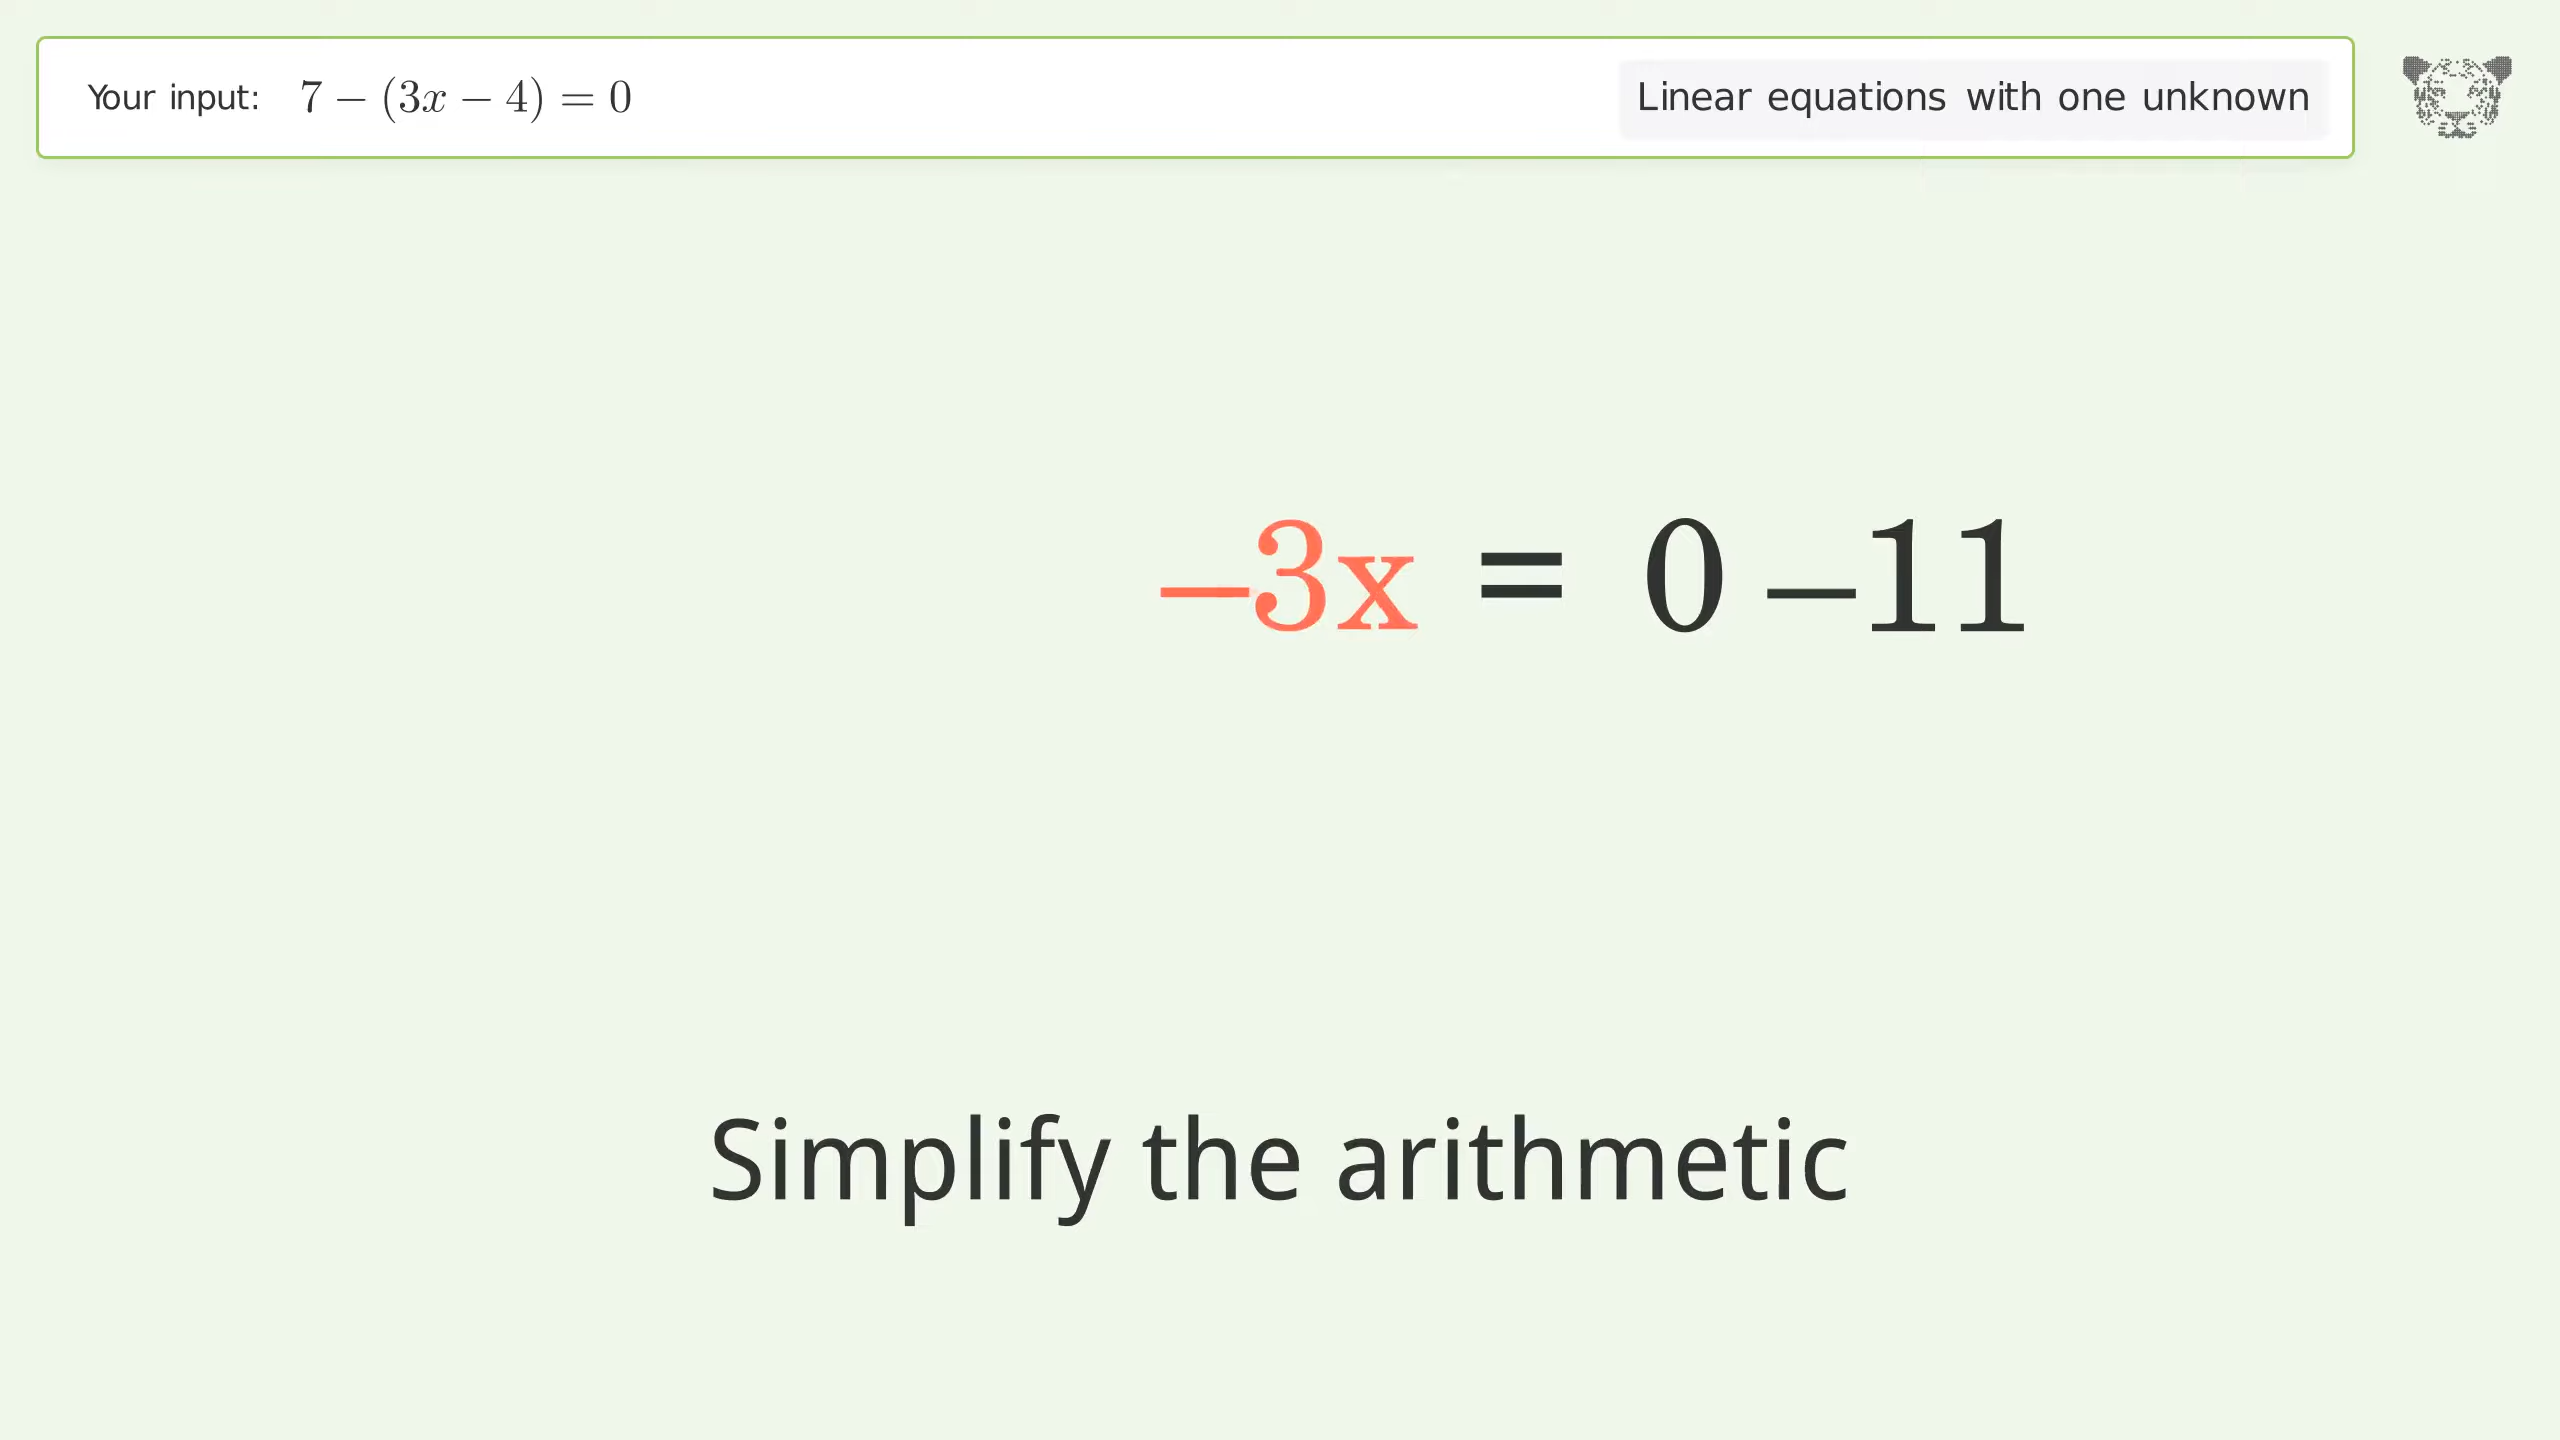 Your input: 7 − (3x − 4) = 0
Linear equations with one unknown
−3x = 0 −11
Simplify the arithmetic